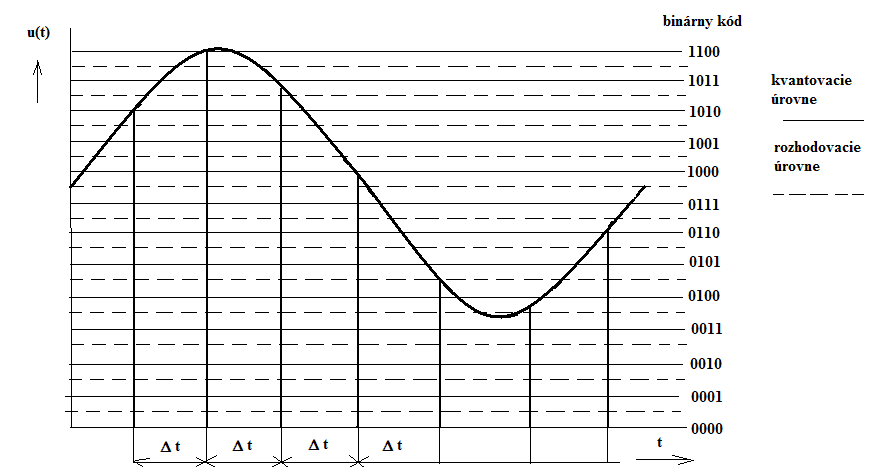 binárny kód
u(t)
1100
1011
1010
1001
1000
0111
0110
0101
0100
0011
0010
0001
0000
kvantovacie
úrovne
rozhodovacie
úrovne
Δ t Δ t Δ t Δ t t